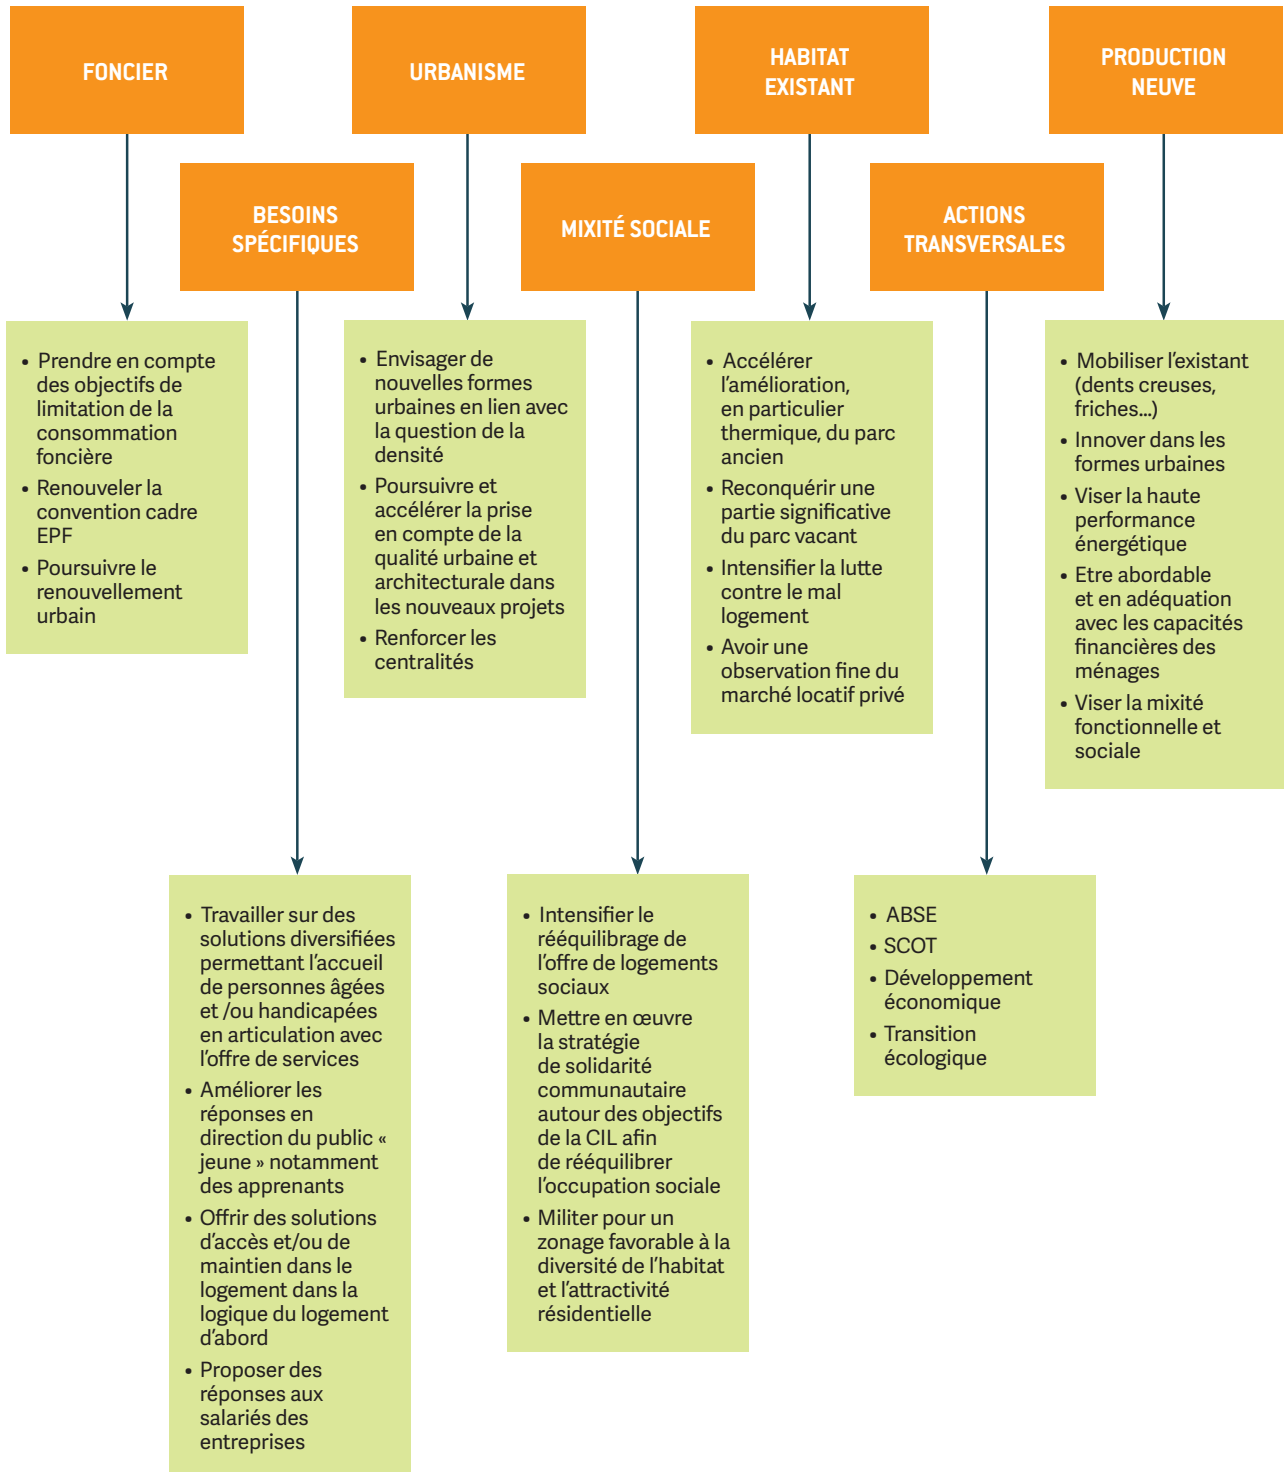 FONCIER
URBANISME
HABITAT
EXISTANT
PRODUCTION
NEUVE
BESOINS
SPÉCIFIQUES
MIXITÉ SOCIALE
ACTIONS
TRANSVERSALES
• Prendre en compte
des objectifs de
limitation de la
consommation
foncière
• Renouveler la
convention cadre
EPF
• Poursuivre le
renouvellement
urbain
• Envisager de
nouvelles formes
urbaines en lien avec
la question de la
densité
• Poursuivre et
accélérer la prise
en compte de la
qualité urbaine et
architecturale dans
les nouveaux projets
• Renforcer les
centralités
• Accélérer
l’amélioration,
en particulier
thermique, du parc
ancien
• Reconquérir une
partie significative
du parc vacant
• Intensifier la lutte
contre le mal
logement
• Avoir une
observation fine du
marché locatif privé
• Mobiliser l’existant
(dents creuses,
friches...)
• Innover dans les
formes urbaines
• Viser la haute
performance
énergétique
• Etre abordable
et en adéquation
avec les capacités
financières des
ménages
• Viser la mixité
fonctionnelle et
sociale
• Travailler sur des
solutions diversifiées
permettant l’accueil
de personnes âgées
et /ou handicapées
en articulation avec
l’offre de services
• Améliorer les
réponses en
direction du public «
jeune » notamment
des apprenants
• Offrir des solutions
d’accès et/ou de
maintien dans le
logement dans la
logique du logement
d’abord
• Proposer des
réponses aux
salariés des
entreprises
• Intensifier le
rééquilibrage de
l’offre de logements
sociaux
• Mettre en œuvre
la stratégie
de solidarité
communautaire
autour des objectifs
de la CIL afin
de rééquilibrer
l’occupation sociale
• Militer pour un
zonage favorable à la
diversité de l’habitat
et l’attractivité
résidentielle
• ABSE
• SCOT
• Développement
économique
• Transition
écologique